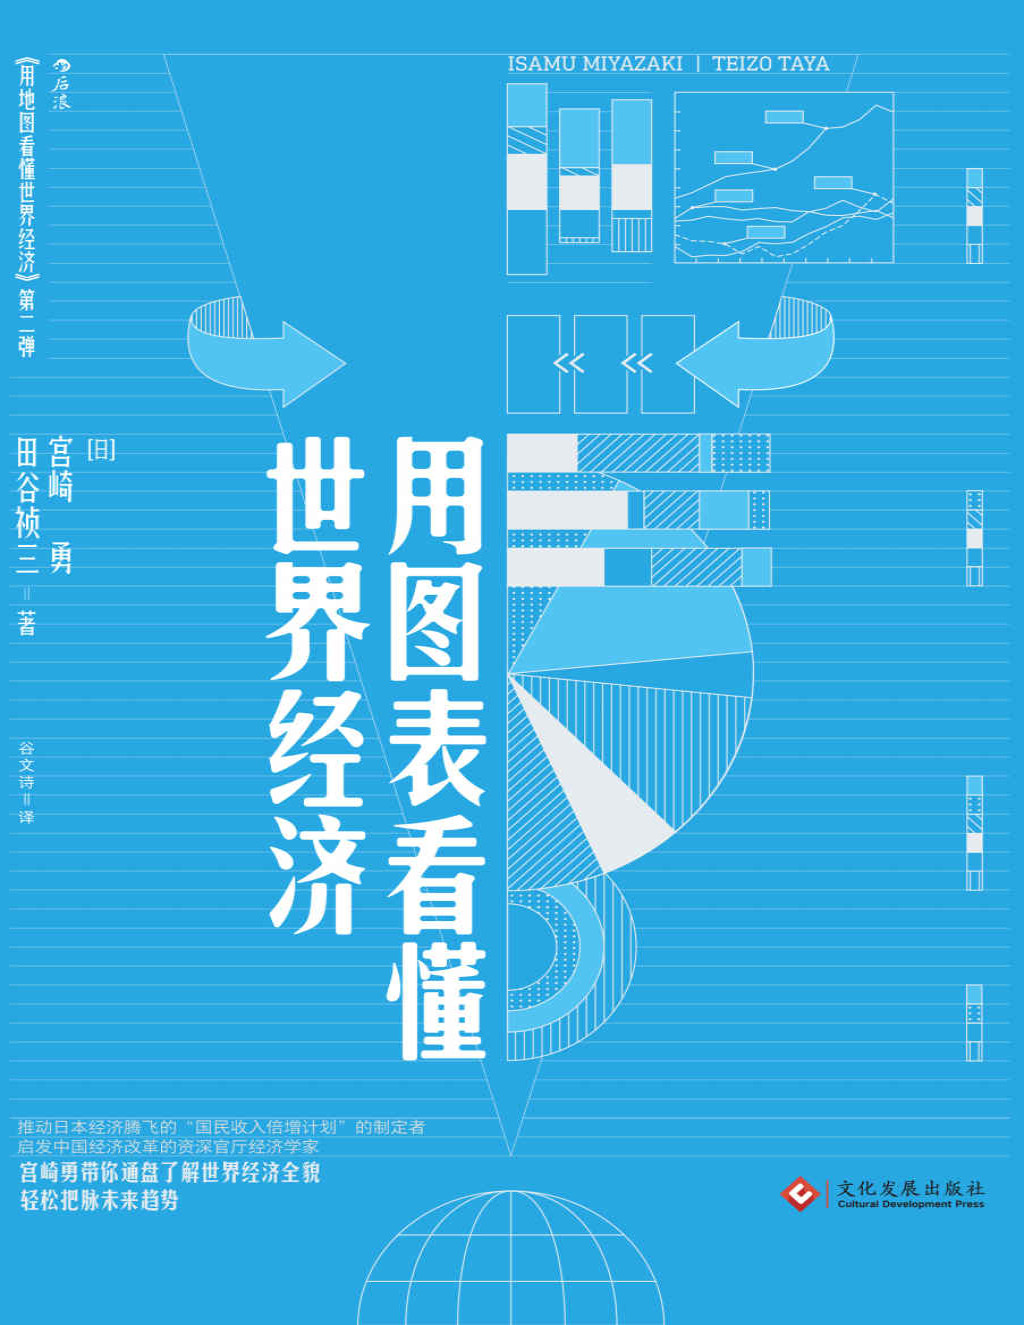 《用地图看懂世界经济》第二弹
后浪
ISAMU MIYAZAKI | TEIZO TAYA
用图表看懂
世界经济
[日]
宫崎 勇
田谷祯三 = 著
谷文诗 = 译
推动日本经济腾飞的“国民收入倍增计划”的制定者
启发中国经济改革的资深官厅经济学家
宫崎勇带你通盘了解世界经济全貌
轻松把脉未来趋势
文化发展出版社
Cultural Development Press